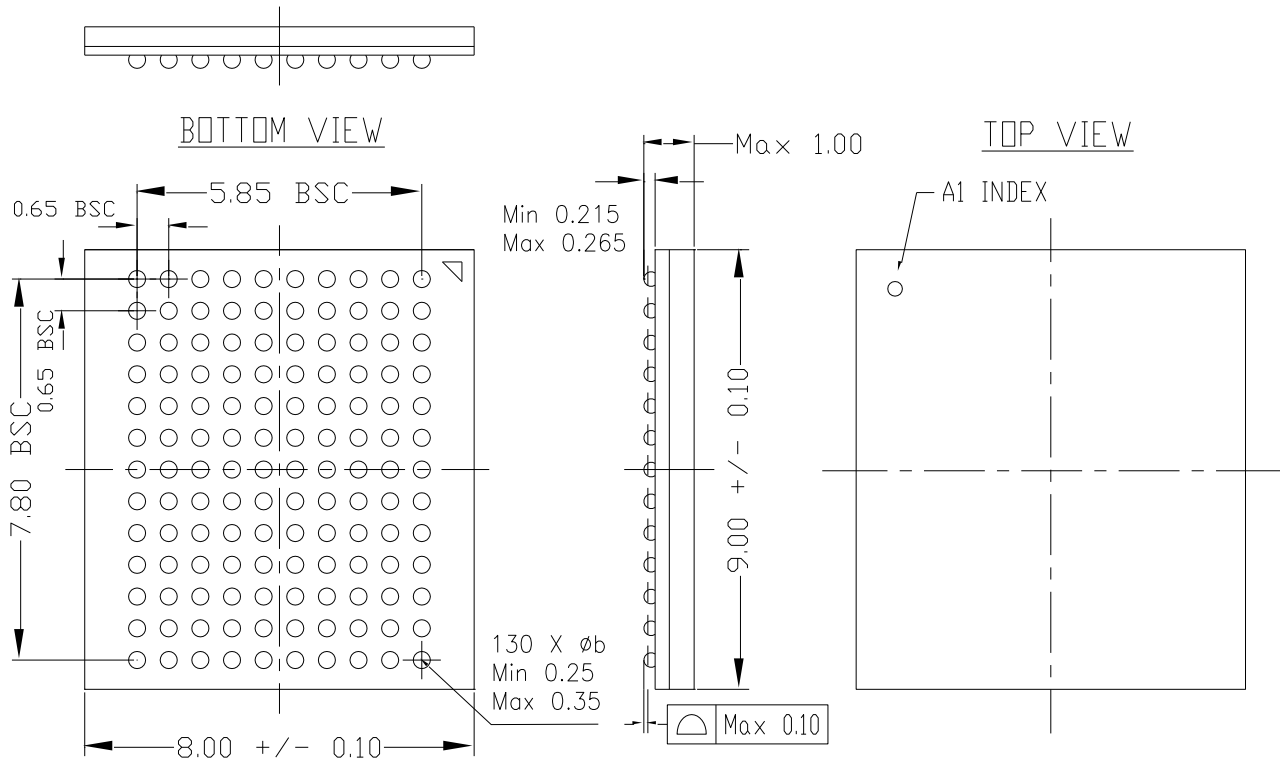 BOTTOM VIEW
TOP VIEW
Max 1.00
5.85 BSC
A1 INDEX
0.65 BSC
Min 0.215
Max 0.265
0.65 BSC
7.80 BSC
9.00 +/- 0.10
130 X øb
Min 0.25
Max 0.35
Max 0.10
8.00 +/- 0.10